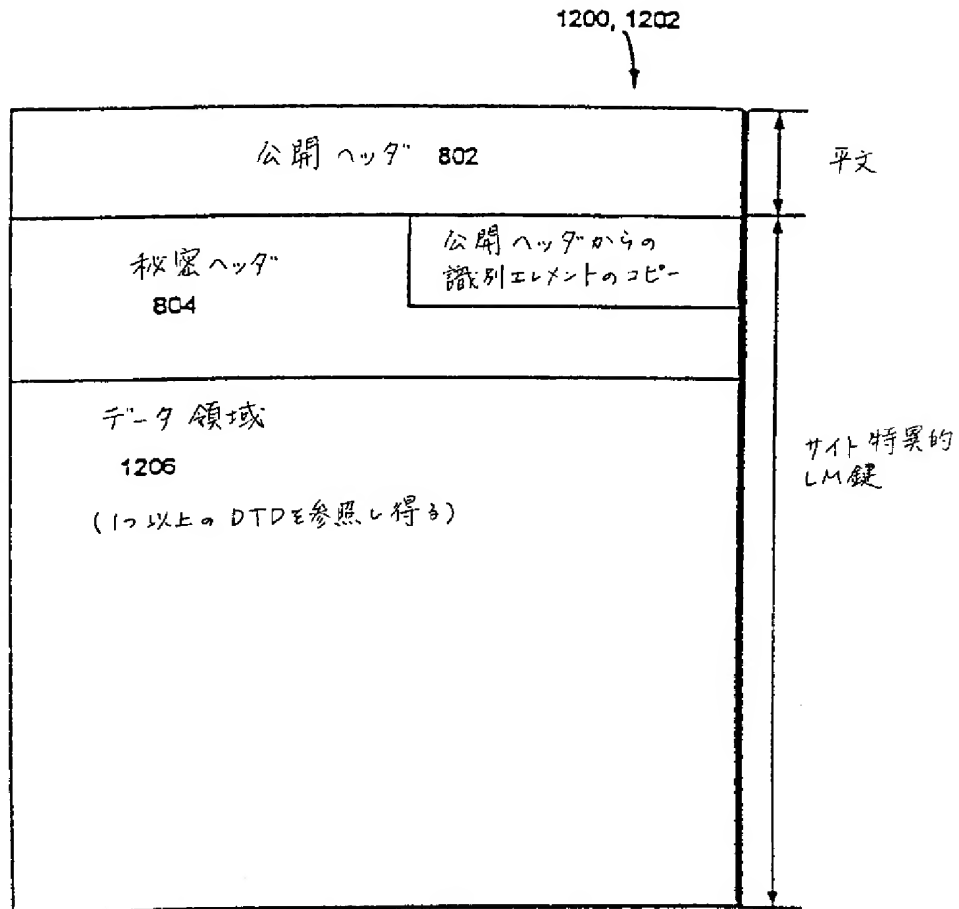 1200, 1202
公開ヘッダ 802
平文
秘密ヘッダ
804
公開ヘッダからの
識別エレメントのコピー
データ領域
1206
(1つ以上のDTDを参照し得る)
サイト特異的
LM鍵